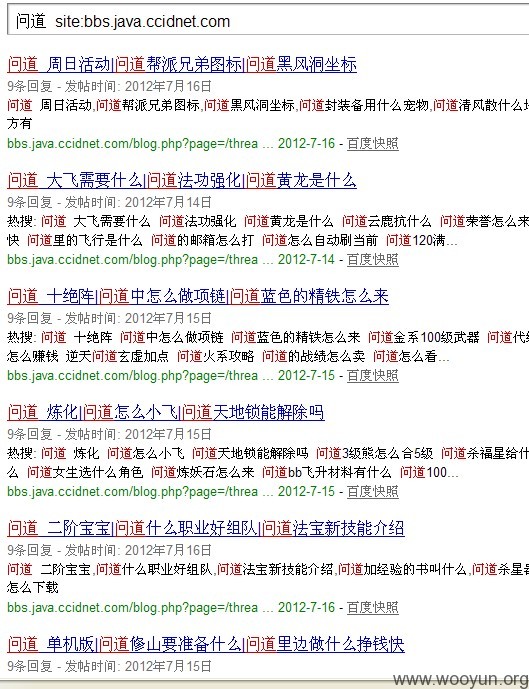 问道 site:bbs.java.ccidnet.com
问道 周日活动|问道帮派兄弟图标|问道黑风洞坐标
9条回复 - 发帖时间: 2012年7月16日
问道 周日活动,问道帮派兄弟图标,问道黑风洞坐标,问道封装备用什么宠物,问道清风散什么地
方有
bbs.java.ccidnet.com/blog.php?page=/threa ... 2012-7-16 - 百度快照
问道 大飞需要什么|问道法功强化|问道黄龙是什么
9条回复 - 发帖时间: 2012年7月14日
热搜: 问道 大飞需要什么 问道法功强化 问道黄龙是什么 问道云鹿抗什么 问道荣誉怎么来
快 问道里的飞行是什么 问道的邮箱怎么打 问道怎么自动刷当前 问道120满...
bbs.java.ccidnet.com/blog.php?page=/threa ... 2012-7-14 - 百度快照
问道 十绝阵|问道中怎么做项链|问道蓝色的精铁怎么来
9条回复 - 发帖时间: 2012年7月15日
热搜: 问道 十绝阵 问道中怎么做项链 问道蓝色的精铁怎么来 问道金系100级武器 问道代练
怎么赚钱 逆天问道玄虚加点 问道火系攻略 问道的战绩怎么卖 问道怎么看...
bbs.java.ccidnet.com/blog.php?page=/threa ... 2012-7-15 - 百度快照
问道 炼化|问道怎么小飞|问道天地锁能解除吗
9条回复 - 发帖时间: 2012年7月15日
热搜: 问道 炼化 问道怎么小飞 问道天地锁能解除吗 问道3级熊怎么合5级 问道杀福星给什
么 问道女生选什么角色 问道炼妖石怎么来 问道bb飞升材料有什么 问道100...
bbs.java.ccidnet.com/blog.php?page=/threa ... 2012-7-15 - 百度快照
问道 二阶宝宝|问道什么职业好组队|问道法宝新技能介绍
9条回复 - 发帖时间: 2012年7月16日
问道 二阶宝宝,问道什么职业好组队,问道法宝新技能介绍,问道加经验的书叫什么,问道杀星是
怎么下载
bbs.java.ccidnet.com/blog.php?page=/threa ... 2012-7-16 - 百度快照
问道 单机版|问道修山要准备什么|问道里边做什么挣钱快
9条回复 - 发帖时间: 2012年7月15日
www.wooyun.org